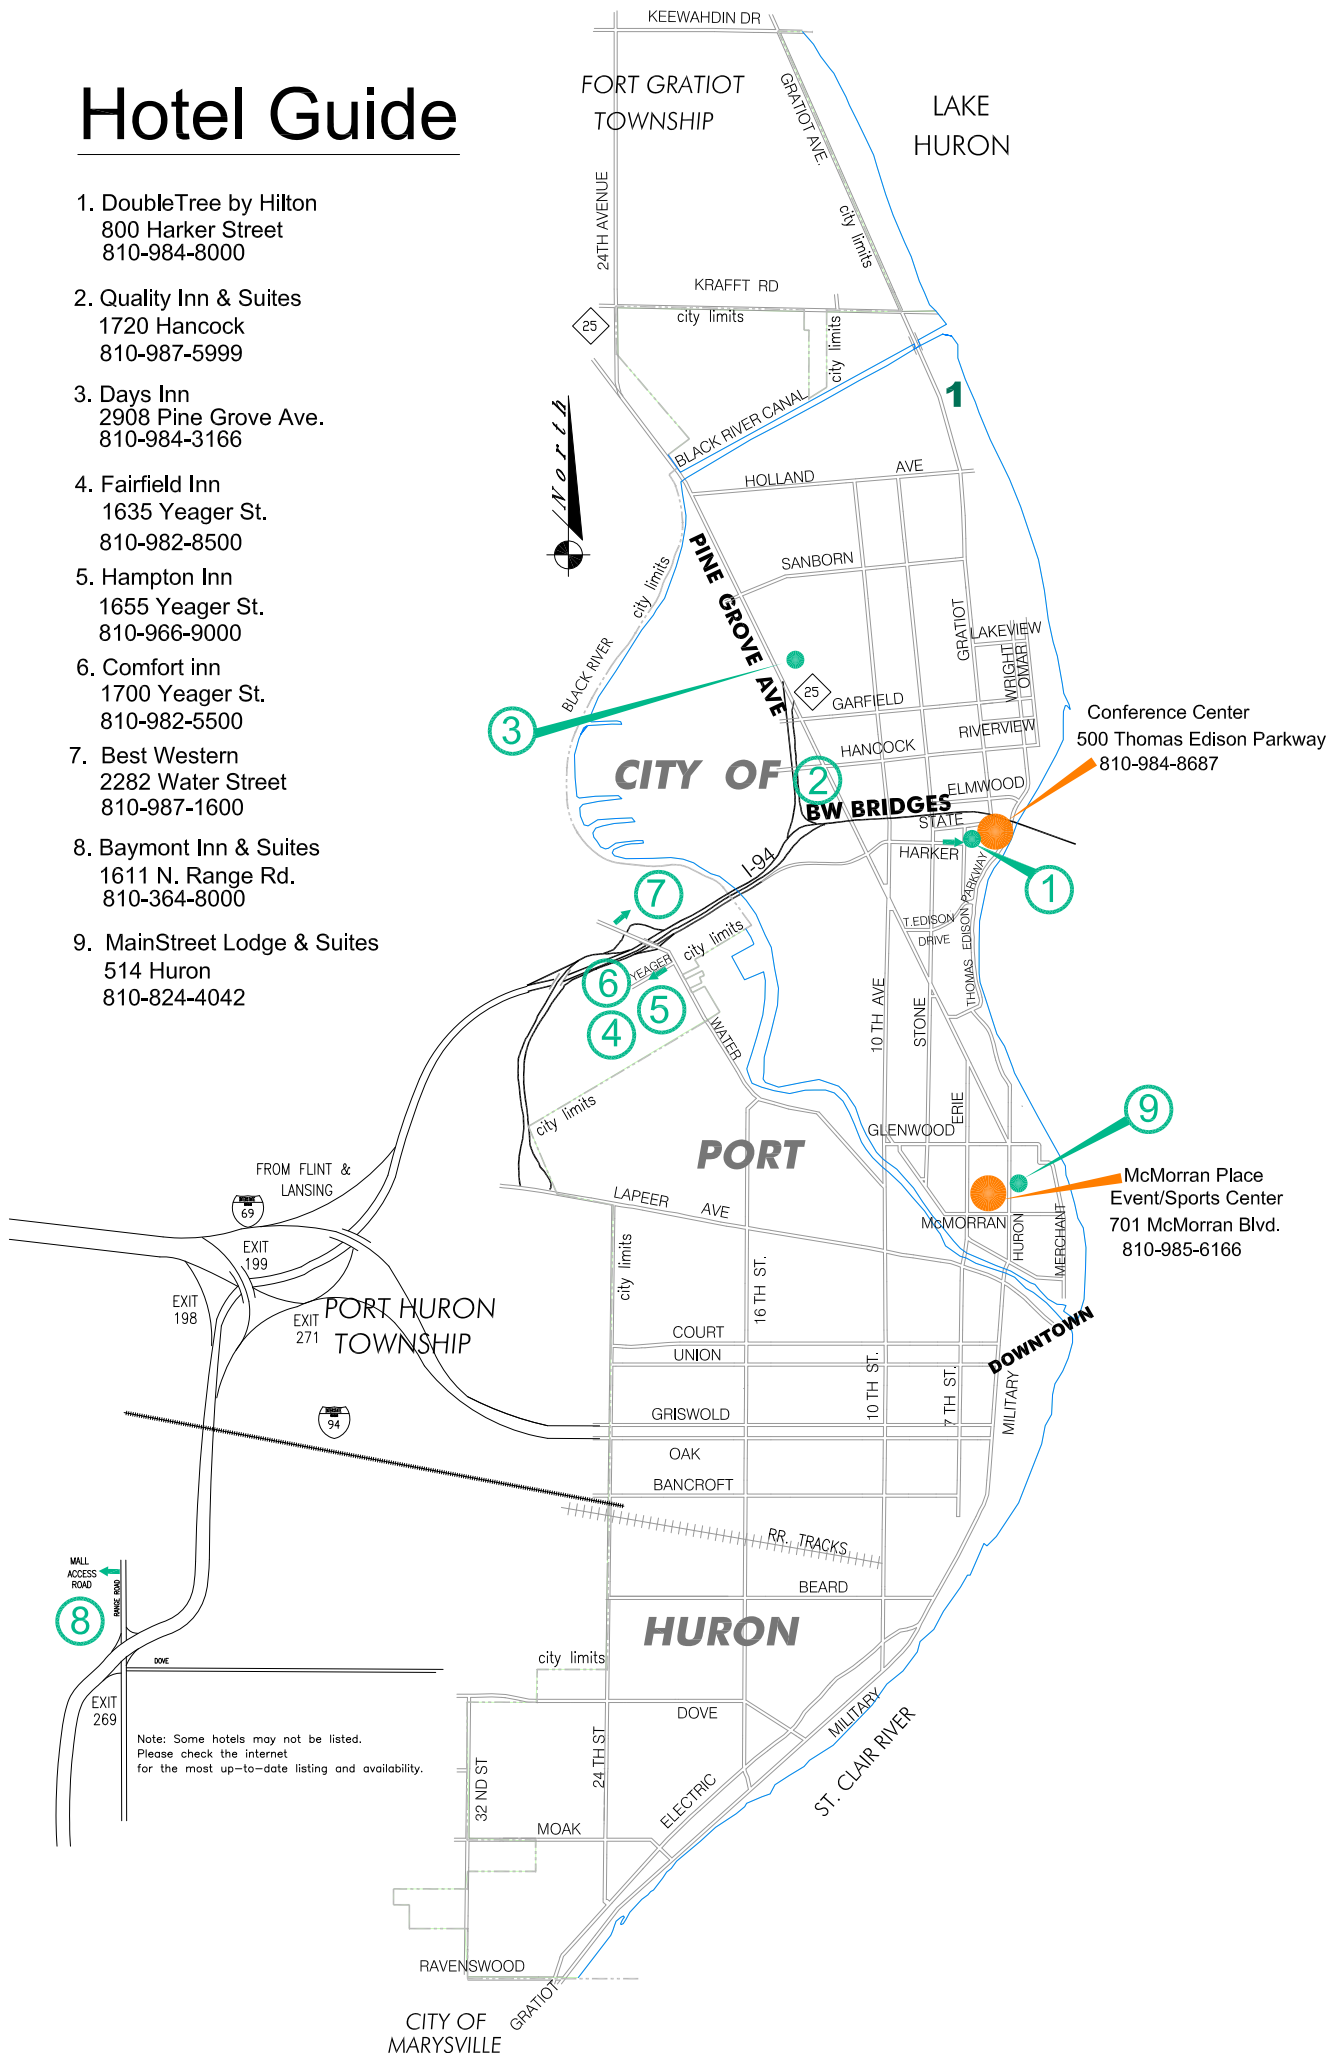 Hotel Guide
1. DoubleTree by Hilton
800 Harker Street
810-984-8000
2. Quality Inn & Suites
1720 Hancock
810-987-5999
3. Days Inn
2908 Pine Grove Ave.
810-984-3166
4. Fairfield Inn
1635 Yeager St.
810-982-8500
5. Hampton Inn
1655 Yeager St.
810-966-9000
6. Comfort inn
1700 Yeager St.
810-982-5500
7. Best Western
2282 Water Street
810-987-1600
8. Baymont Inn & Suites
1611 N. Range Rd.
810-364-8000
9. MainStreet Lodge & Suites
514 Huron
810-824-4042
KEEWAHDIN DR
FORT GRATIOT
TOWNSHIP
GRATIOT AVE.
LAKE
HURON
24TH AVENUE
city limits
KRAFFT RD
city limits
25
city limits
1
North
BLACK RIVER CANAL
HOLLAND AVE
PINE GROVE AVE
SANBORN
city limits
BLACK RIVER
GRATIOT
LAKEVIEW
WRIGHT
OMAR
25
GARFIELD
3
RIVERVIEW
HANCOCK
Conference Center
500 Thomas Edison Parkway
810-984-8687
CITY OF
2
ELMWOOD
BW BRIDGES
STATE
HARKER
1
I-94
7
THOMAS EDISON PARKWAY
T.EDISON
DRIVE
city limits
YEAGER
6
5
4
WATER
10 TH AVE
STONE
city limits
ERIE
GLENWOOD
9
PORT
McMorran Place
Event/Sports Center
701 McMorran Blvd.
810-985-6166
FROM FLINT &
LANSING
69
LAPEER AVE
McMORRAN
HURON
MERCHANT
EXIT
199
city limits
16 TH ST.
EXIT
198
EXIT
271
PORT HURON
TOWNSHIP
COURT
UNION
DOWNTOWN
10 TH ST.
7 TH ST.
MILITARY
94
GRISWOLD
OAK
BANCROFT
RR. TRACKS
MALL
ACCESS
ROAD
RANGE ROAD
8
BEARD
HURON
DOVE
city limits
EXIT
269
DOVE
MILITARY
ST. CLAIR RIVER
Note: Some hotels may not be listed.
Please check the internet
for the most up-to-date listing and availability.
32 ND ST
24 TH ST
ELECTRIC
MOAK
RAVENSWOOD
GRATIOT
CITY OF
MARYSVILLE